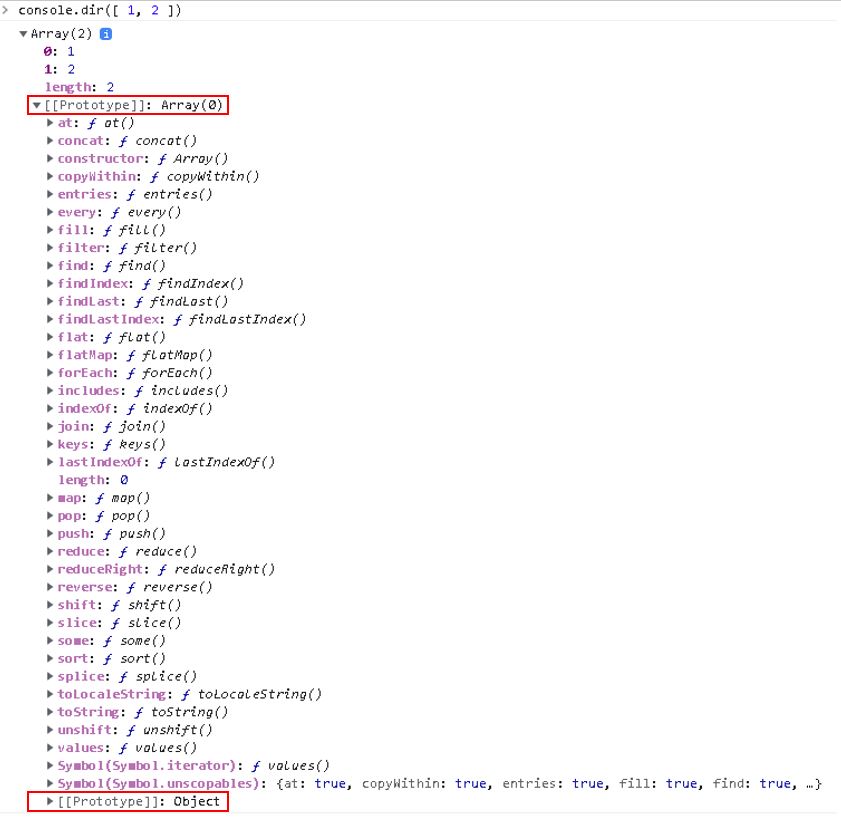 > console.dir([ 1, 2 ])
▼Array(2) i
0: 1
1: 2
length: 2
▼[[Prototype]]: Array(0)
▶at: ƒ at()
▶concat: ƒ concat()
▶constructor: ƒ Array()
▶copyWithin: ƒ copyWithin()
▶entries: ƒ entries()
▶every: ƒ every()
▶fill: ƒ fill()
▶filter: ƒ filter()
▶find: ƒ find()
▶findIndex: ƒ findIndex()
▶findLast: ƒ findLast()
▶findLastIndex: ƒ findLastIndex()
▶flat: ƒ flat()
▶flatMap: ƒ flatMap()
▶forEach: ƒ forEach()
▶includes: ƒ includes()
▶indexOf: ƒ indexOf()
▶join: ƒ join()
▶keys: ƒ keys()
▶lastIndexOf: ƒ lastIndexOf()
length: 0
▶map: ƒ map()
▶pop: ƒ pop()
▶push: ƒ push()
▶reduce: ƒ reduce()
▶reduceRight: ƒ reduceRight()
▶reverse: ƒ reverse()
▶shift: ƒ shift()
▶slice: ƒ slice()
▶some: ƒ some()
▶sort: ƒ sort()
▶splice: ƒ splice()
▶toLocaleString: ƒ toLocaleString()
▶toString: ƒ toString()
▶unshift: ƒ unshift()
▶values: ƒ values()
▶Symbol(Symbol.iterator): ƒ values()
▶Symbol(Symbol.unscopables): {at: true, copyWithin: true, entries: true, fill: true, find: true, …}
▶[[Prototype]]: Object